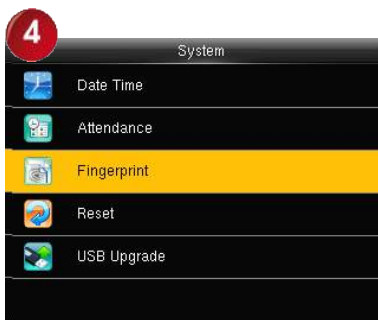 4
System
Date Time
Attendance
Fingerprint
Reset
USB Upgrade